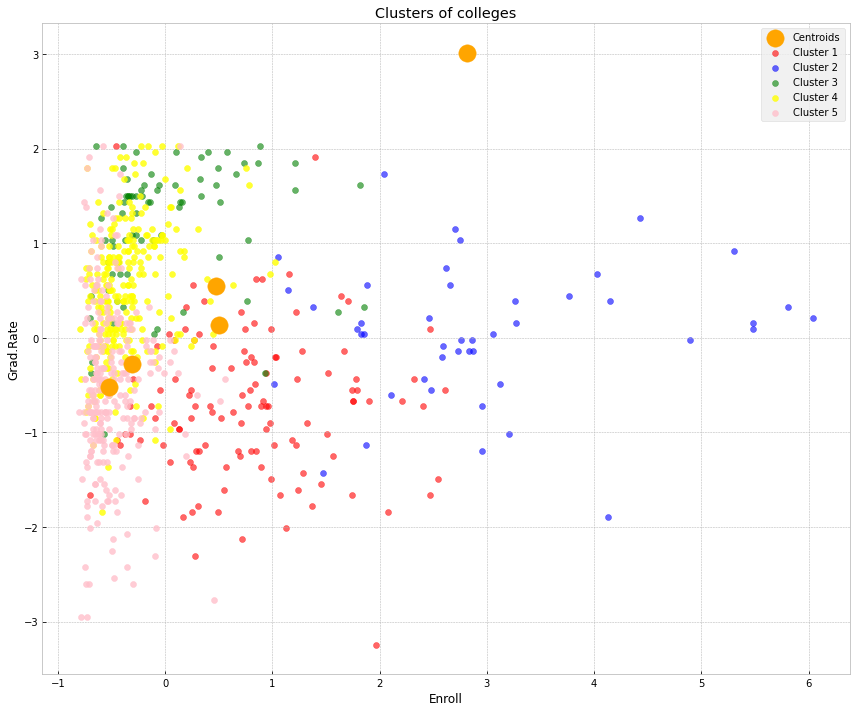 Clusters of colleges
Centroids
Cluster 1
Cluster 2
Cluster 3
Cluster 4
Cluster 5
Grad.Rate
3
2
1
0
−1
−2
−3
−1 0 1 2 3 4 5 6
Enroll